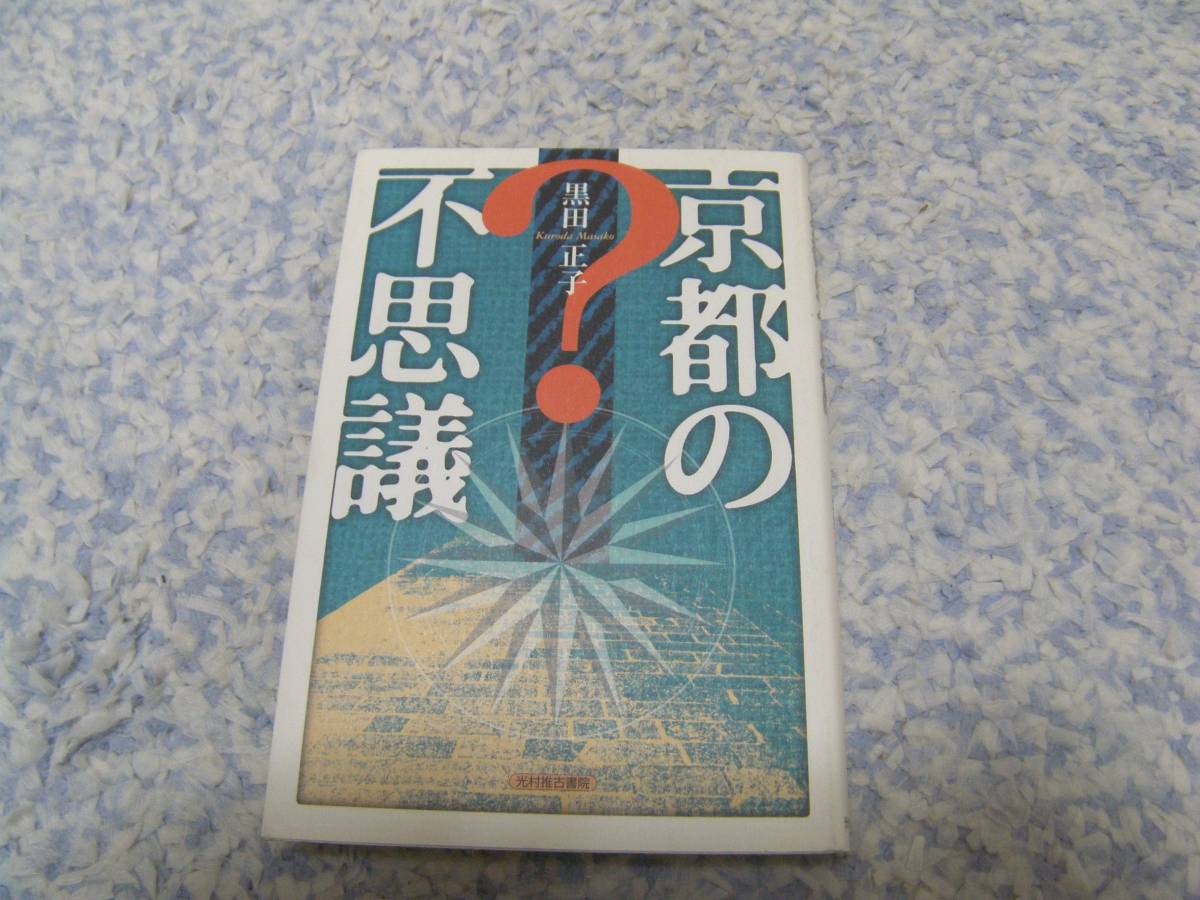 京都の
不思議
?
黒田正子
Kuroda Masako
光村推古書院